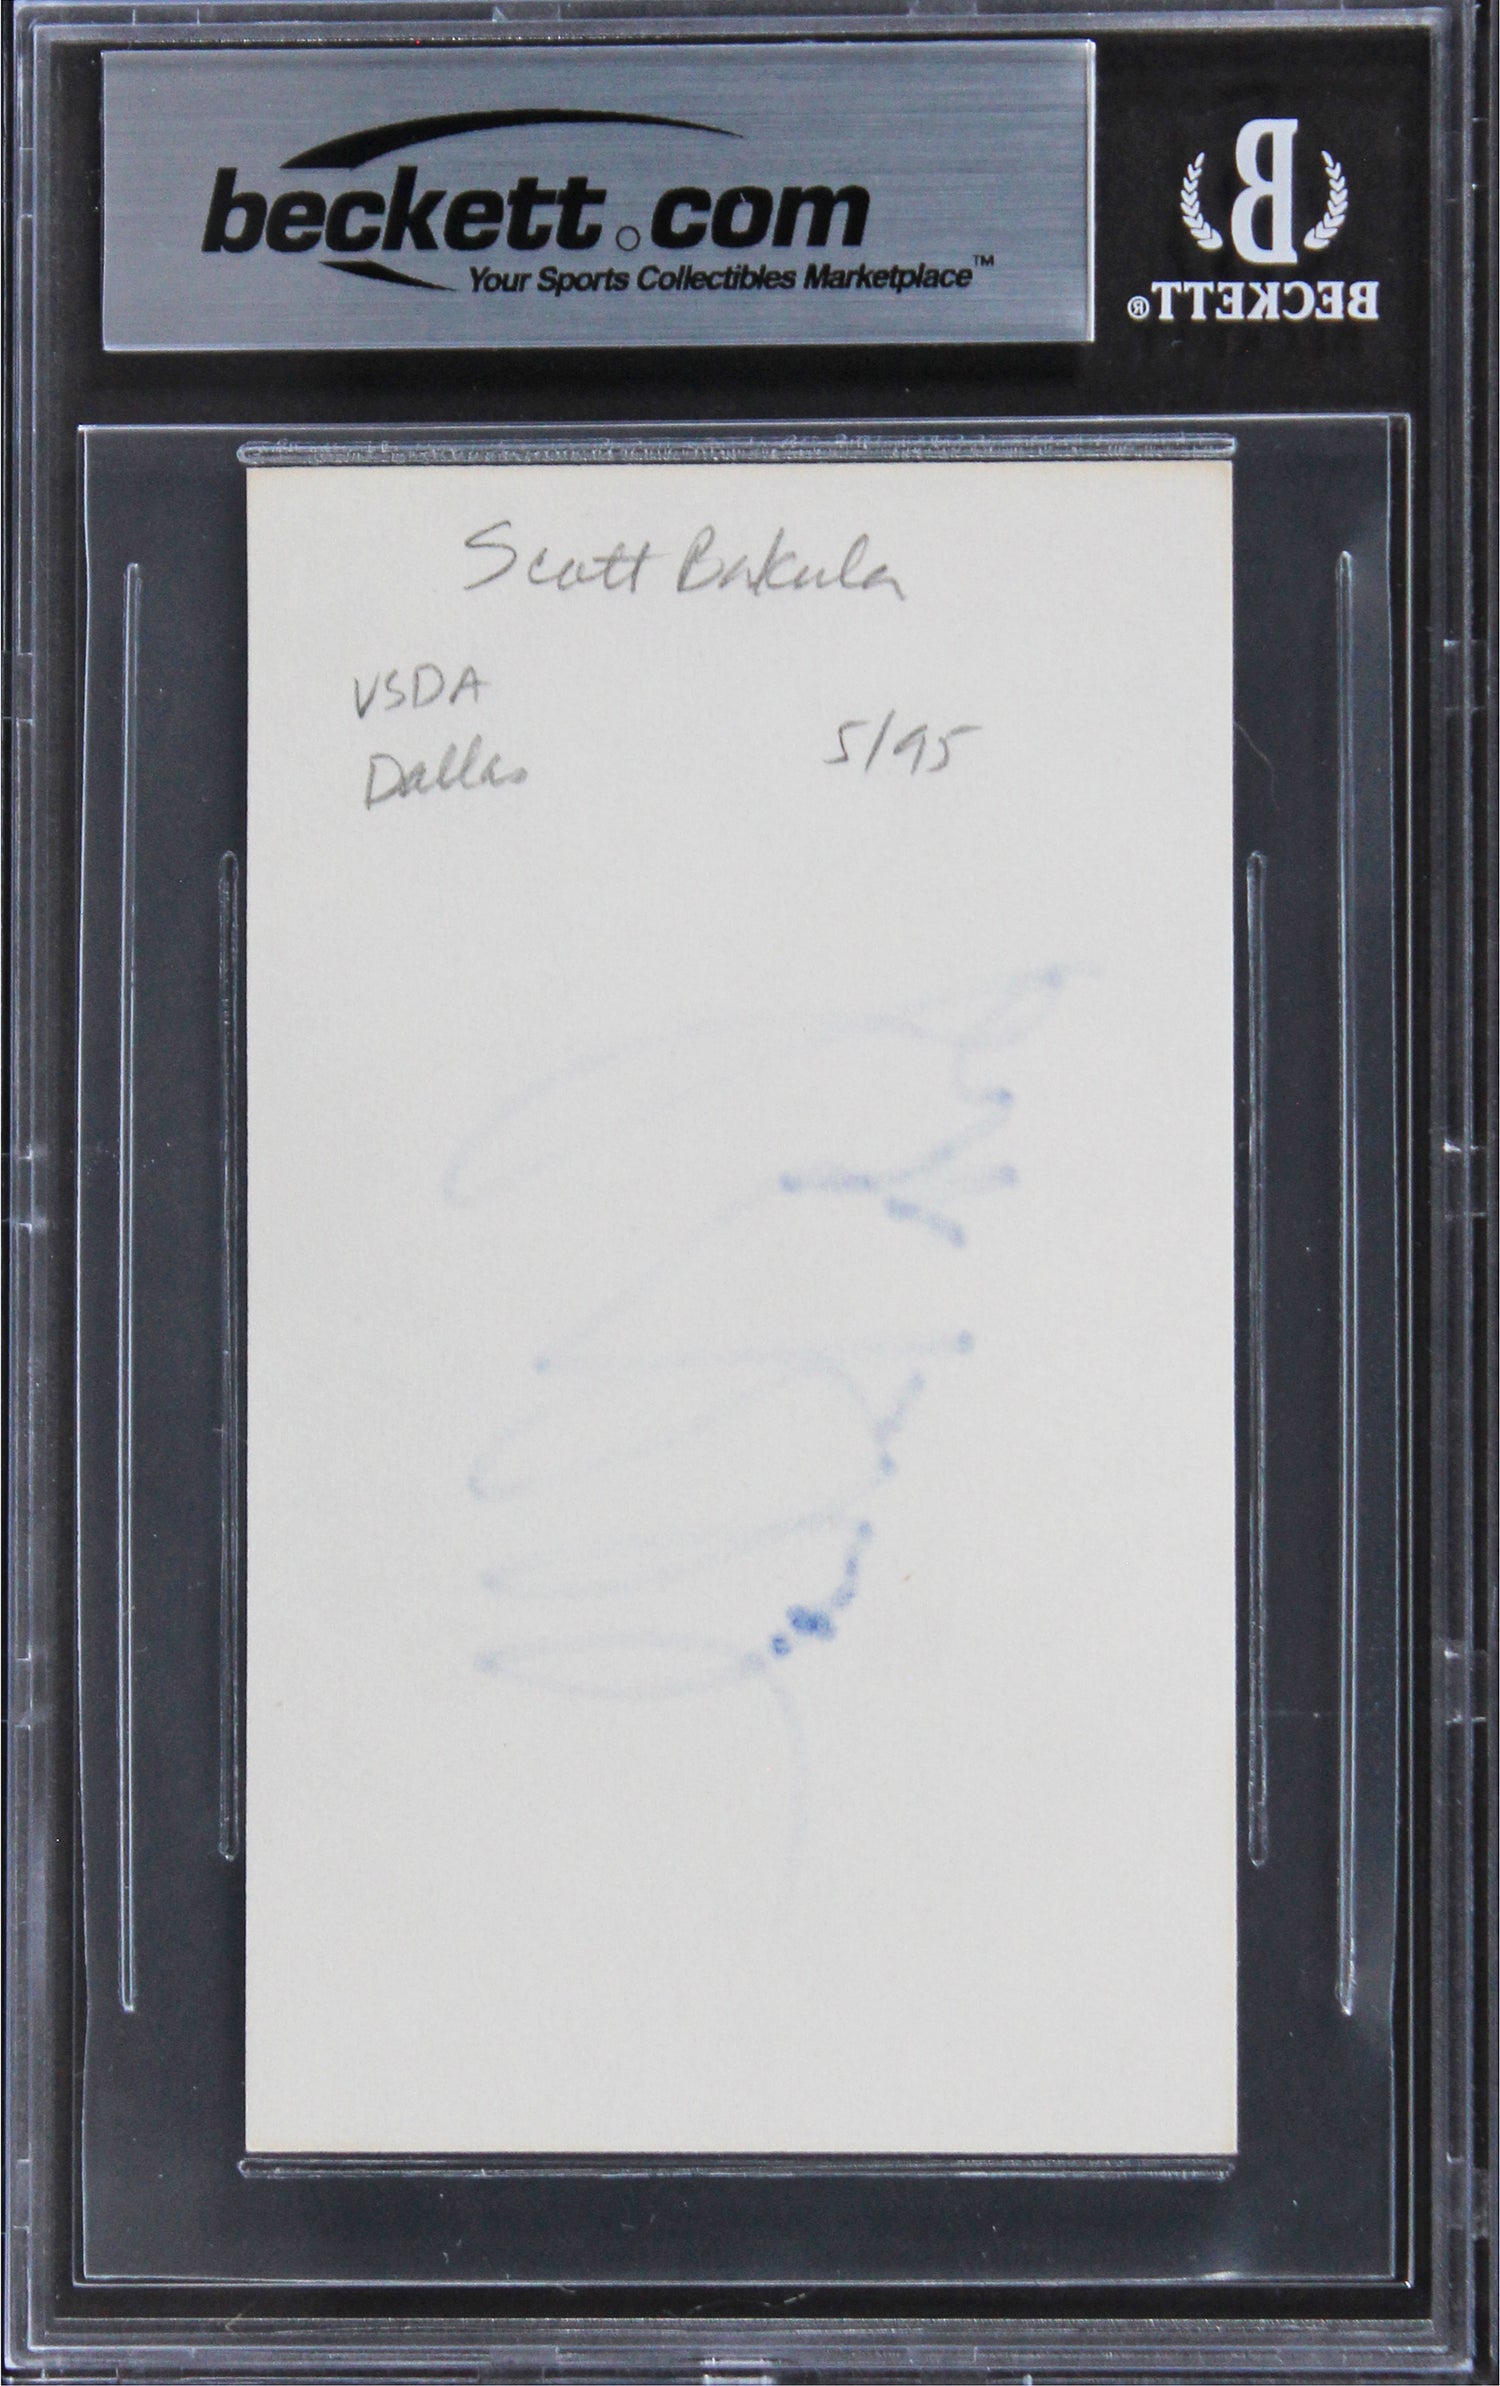 beckett.com
Your Sports Collectibles Marketplace™
B
BECKETT®
Scott Bakula
VSDA
Dallas
5/95